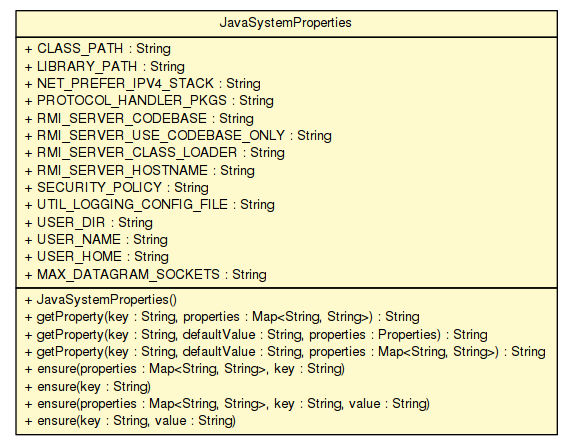 JavaSystemProperties
+ CLASS_PATH : String
+ LIBRARY_PATH : String
+ NET_PREFER_IPV4_STACK : String
+ PROTOCOL_HANDLER_PKGS : String
+ RMI_SERVER_CODEBASE : String
+ RMI_SERVER_USE_CODEBASE_ONLY : String
+ RMI_SERVER_CLASS_LOADER : String
+ RMI_SERVER_HOSTNAME : String
+ SECURITY_POLICY : String
+ UTIL_LOGGING_CONFIG_FILE : String
+ USER_DIR : String
+ USER_NAME : String
+ USER_HOME : String
+ MAX_DATAGRAM_SOCKETS : String
+ JavaSystemProperties()
+ getProperty(key : String, properties : Map<String, String>) : String
+ getProperty(key : String, defaultValue : String, properties : Properties) : String
+ getProperty(key : String, defaultValue : String, properties : Map<String, String>) : String
+ ensure(properties : Map<String, String>, key : String)
+ ensure(key : String)
+ ensure(properties : Map<String, String>, key : String, value : String)
+ ensure(key : String, value : String)